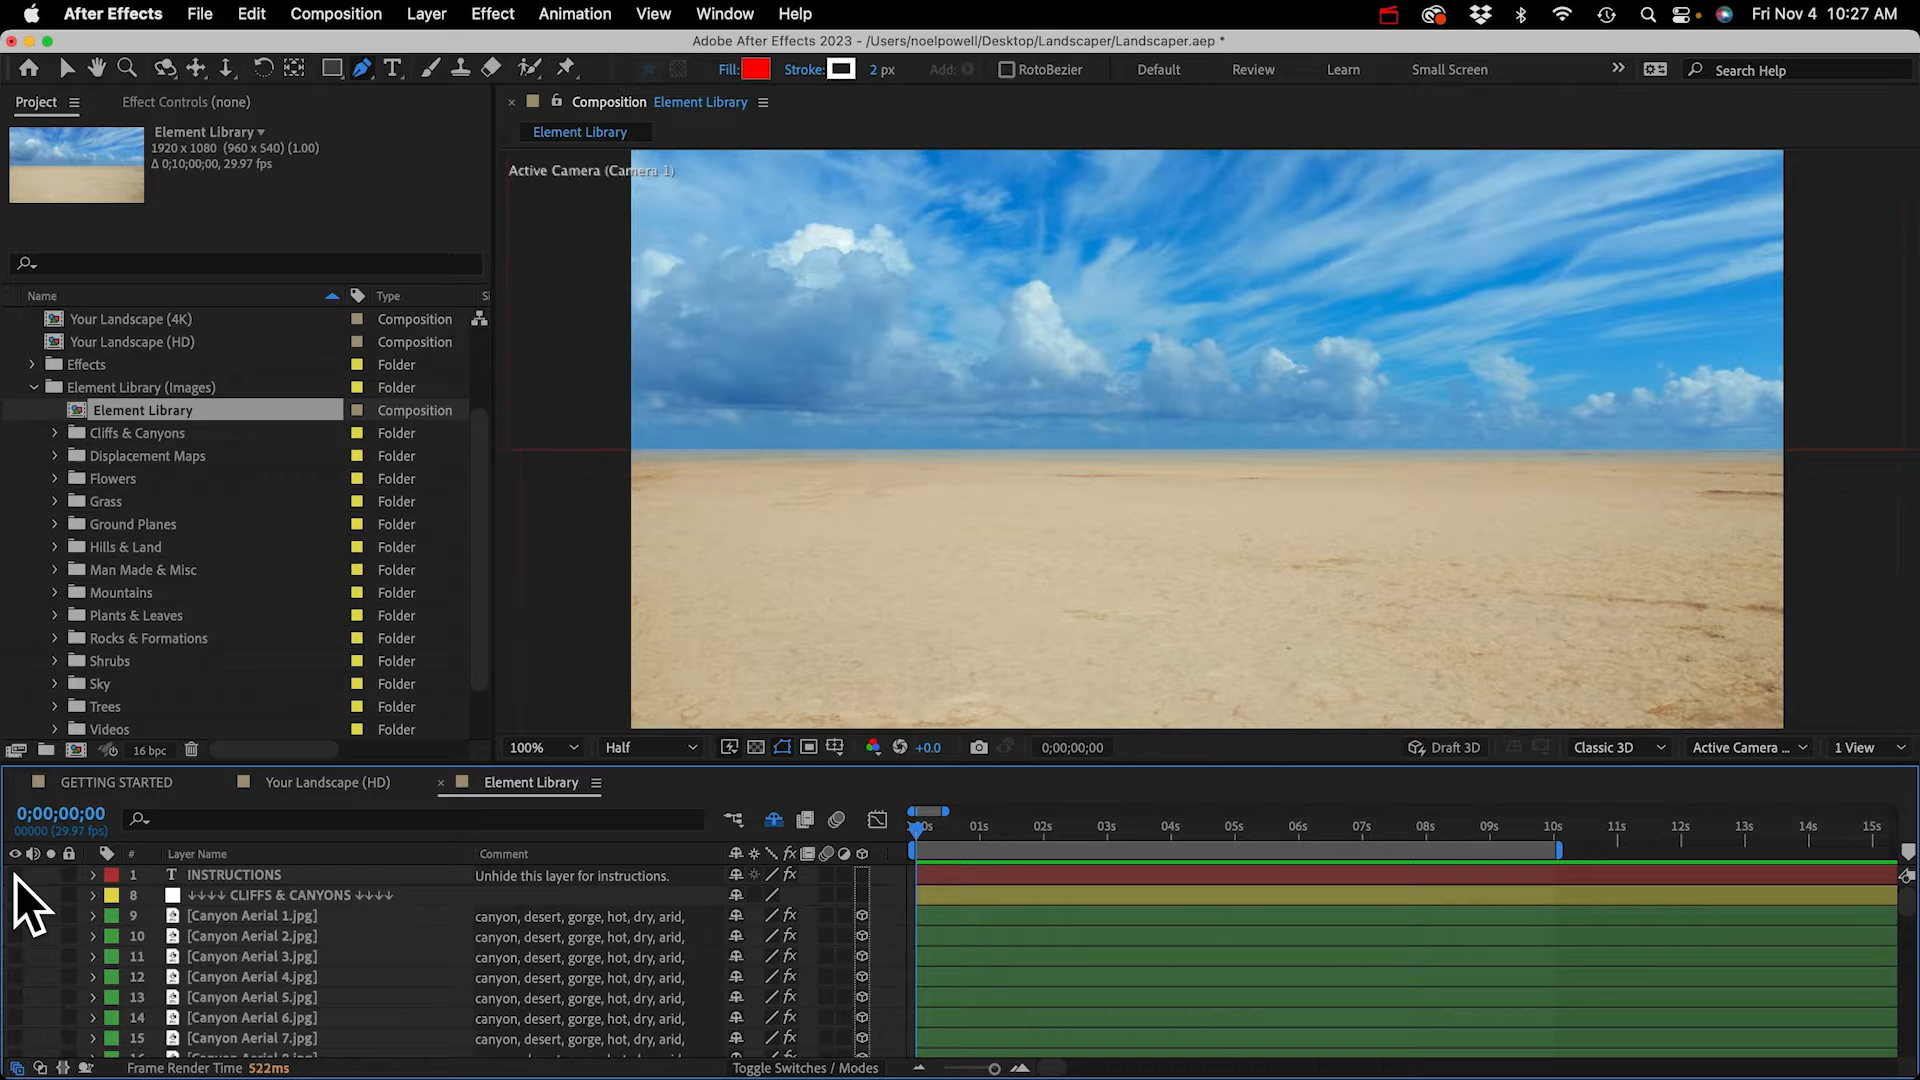 After Effects File Edit Composition Layer Effect Animation View Window Help Fri Nov 4 10:27 AM
Adobe After Effects 2023 - /Users/noelpowell/Desktop/Landscaper/Landscaper.aep *
Fill: Stroke: 2 px Add: RotoBezier Default Review Learn Small Screen Search Help
Project Effect Controls (none) Composition Element Library
Element Library
1920 x 1080 (960 x 540) (1.00)
Δ 0;10;00;00, 29.97 fps
Element Library
Active Camera (Camera 1)
Name Type
Your Landscape (4K) Composition
Your Landscape (HD) Composition
Effects Folder
Element Library (Images) Folder
Element Library Composition
Cliffs & Canyons Folder
Displacement Maps Folder
Flowers Folder
Grass Folder
Ground Planes Folder
Hills & Land Folder
Man Made & Misc Folder
Mountains Folder
Plants & Leaves Folder
Rocks & Formations Folder
Shrubs Folder
Sky Folder
Trees Folder
Videos Folder
16 bpc
100% Half +0.0 0;00;00;00 Draft 3D Classic 3D Active Camera ... 1 View
GETTING STARTED Your Landscape (HD) Element Library
0;00;00;00
00000 (29.97 fps)
01s 02s 03s 04s 05s 06s 07s 08s 09s 10s 11s 12s 13s 14s 15s
# Layer Name Comment
1 INSTRUCTIONS Unhide this layer for instructions.
8 ↓↓↓↓ CLIFFS & CANYONS ↓↓↓↓
9 [Canyon Aerial 1.jpg] canyon, desert, gorge, hot, dry, arid,
10 [Canyon Aerial 2.jpg] canyon, desert, gorge, hot, dry, arid,
11 [Canyon Aerial 3.jpg] canyon, desert, gorge, hot, dry, arid,
12 [Canyon Aerial 4.jpg] canyon, desert, gorge, hot, dry, arid,
13 [Canyon Aerial 5.jpg] canyon, desert, gorge, hot, dry, arid,
14 [Canyon Aerial 6.jpg] canyon, desert, gorge, hot, dry, arid,
15 [Canyon Aerial 7.jpg] canyon, desert, gorge, hot, dry, arid,
Frame Render Time 522ms Toggle Switches / Modes